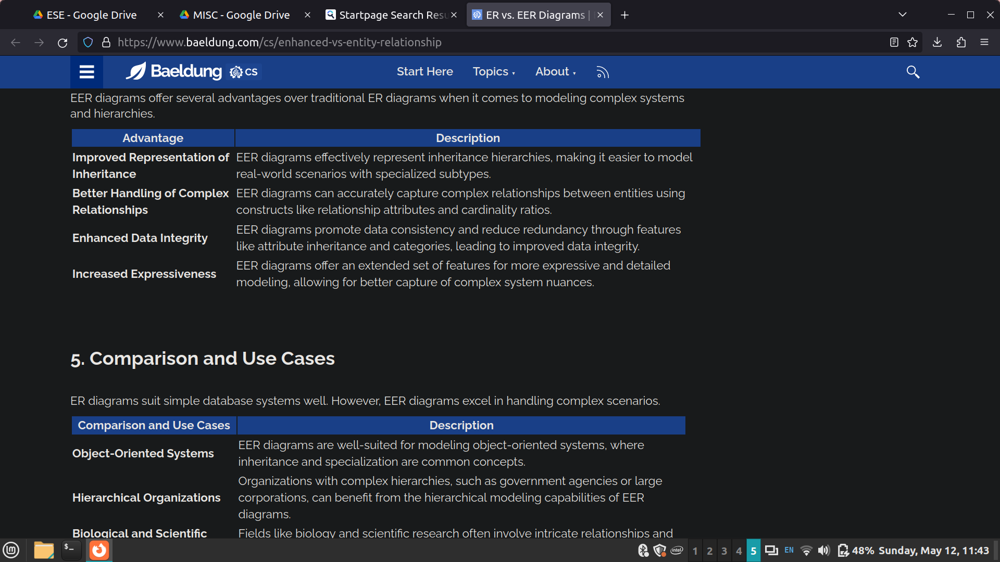 ESE - Google Drive
MISC - Google Drive
Startpage Search Resu
ER vs. EER Diagrams |
https://www.baeldung.com/cs/enhanced-vs-entity-relationship
Baeldung CS
Start Here
Topics
About
EER diagrams offer several advantages over traditional ER diagrams when it comes to modeling complex systems
and hierarchies.
Advantage Description
Improved Representation of
Inheritance
EER diagrams effectively represent inheritance hierarchies, making it easier to model
real-world scenarios with specialized subtypes.
Better Handling of Complex
Relationships
EER diagrams can accurately capture complex relationships between entities using
constructs like relationship attributes and cardinality ratios.
Enhanced Data Integrity
EER diagrams promote data consistency and reduce redundancy through features
like attribute inheritance and categories, leading to improved data integrity.
Increased Expressiveness
EER diagrams offer an extended set of features for more expressive and detailed
modeling, allowing for better capture of complex system nuances.
5. Comparison and Use Cases
ER diagrams suit simple database systems well. However, EER diagrams excel in handling complex scenarios.
Comparison and Use Cases Description
Object-Oriented Systems
EER diagrams are well-suited for modeling object-oriented systems, where
inheritance and specialization are common concepts.
Hierarchical Organizations
Organizations with complex hierarchies, such as government agencies or large
corporations, can benefit from the hierarchical modeling capabilities of EER
diagrams.
Biological and Scientific
Fields like biology and scientific research often involve intricate relationships and
$_
intel
1 2 3 4 5
EN
48%
Sunday, May 12, 11:43